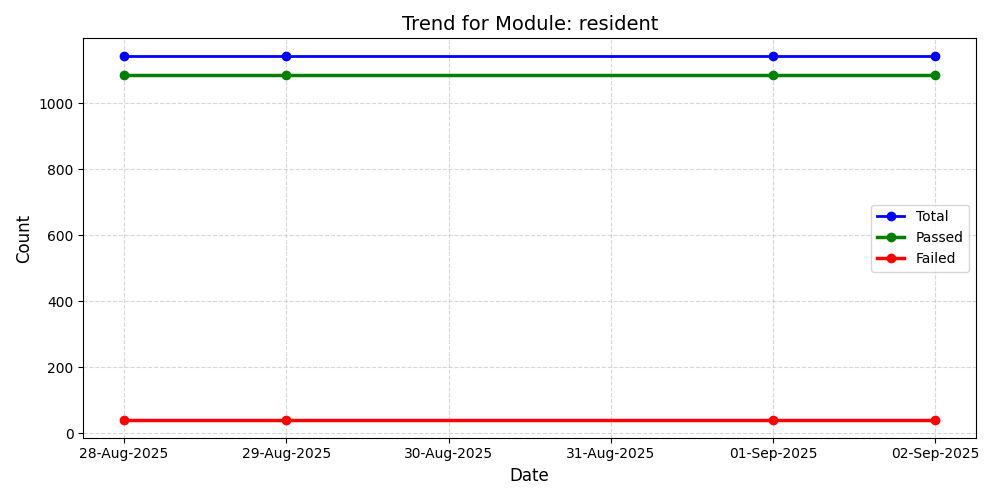 Trend for Module: resident
Count
1000
800
600
400
200
0
Total
Passed
Failed
28-Aug-2025
29-Aug-2025
30-Aug-2025
31-Aug-2025
01-Sep-2025
02-Sep-2025
Date